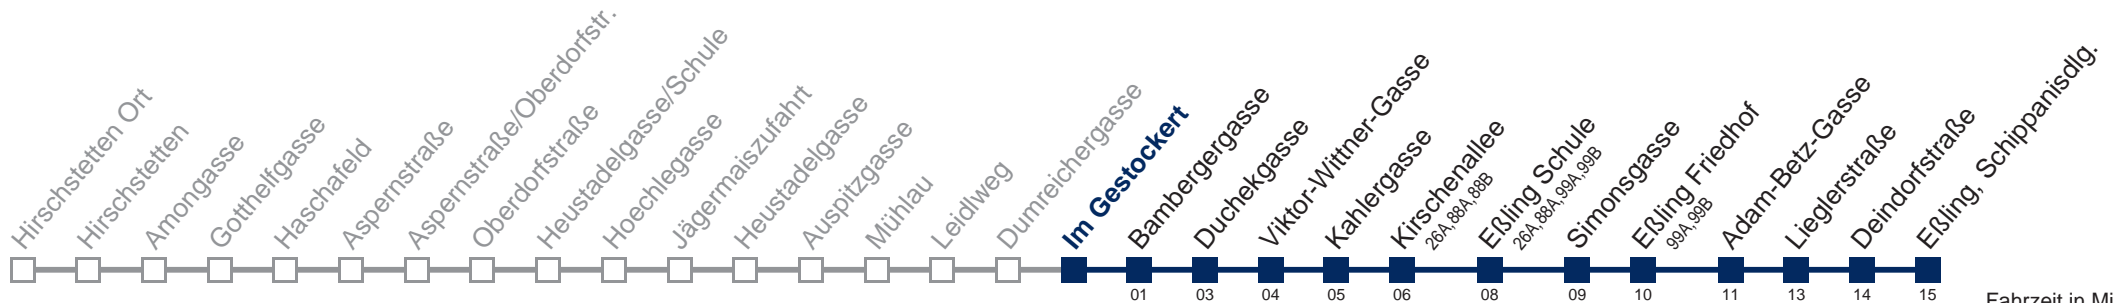 Hirschstetten Ort
Hirschstetten
Amongasse
Gotthelfgasse
Haschafeld
Aspernstraße
Aspernstraße/Oberdorfstr.
Oberdorfstraße
Heustadelgasse/Schule
Hoechlegasse
Jägermaiszufahrt
Heustadelgasse
Auspitzgasse
Mühlau
Leidlweg
Dumreichergasse
Im Gestockert
Bambergergasse
Duchekgasse
Viktor-Wittner-Gasse
Kahlergasse
Kirschenallee
26A,88A,88B
Eßling Schule
26A,88A,99A,99B
Simonsgasse
Eßling Friedhof
99A,99B
Adam-Betz-Gasse
Lieglerstraße
Deindorfstraße
Eßling, Schippanisdlg.
01 03 04 05 06 08 09 10 11 13 14 15
Fahrzeit in Mi